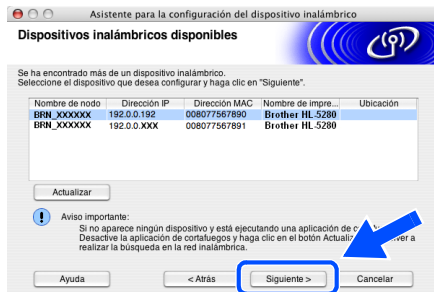 Asistente para la configuración del dispositivo inalámbrico
Dispositivos inalámbricos disponibles
Se ha encontrado más de un dispositivo inalámbrico.
Seleccione el dispositivo que desea configurar y haga clic en "Siguiente".
Nombre de nodo Dirección IP Dirección MAC Nombre de impre... Ubicación
BRN_XXXXXX 192.0.0.192 008077567890 Brother HL-5280
BRN_XXXXXX 192.0.0.XXX 008077567891 Brother HL-5280
Actualizar
Aviso importante:
Si no aparece ningún dispositivo y está ejecutando una aplicación de
Desactive la aplicación de cortafuegos y haga clic en el botón
realizar la búsqueda en la red inalámbrica.
Ayuda < Atrás Siguiente > Cancelar